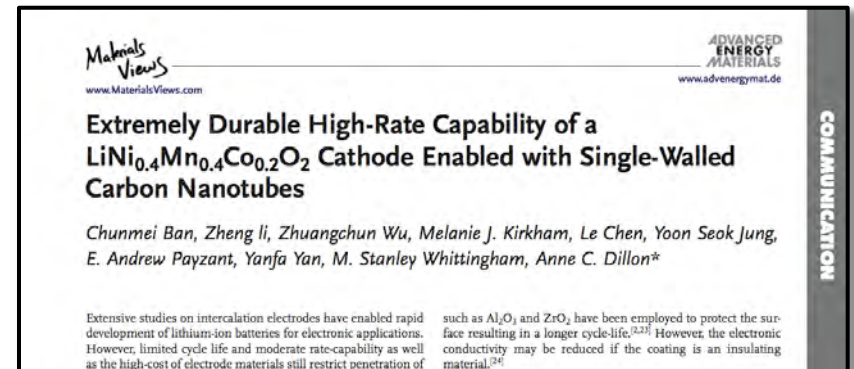 Materials
Views
www.MaterialsViews.com
ADVANCED
ENERGY
MATERIALS
www.advenergymat.de
COMMUNICATION
Extremely Durable High-Rate Capability of a
LiNi₀.₄Mn₀.₄Co₀.₂O₂ Cathode Enabled with Single-Walled
Carbon Nanotubes
Chunmei Ban, Zheng li, Zhuangchun Wu, Melanie J. Kirkham, Le Chen, Yoon Seok Jung,
E. Andrew Payzant, Yanfa Yan, M. Stanley Whittingham, Anne C. Dillon*
Extensive studies on intercalation electrodes have enabled rapid
development of lithium-ion batteries for electronic applications.
However, limited cycle life and moderate rate-capability as well
as the high-cost of electrode materials still restrict penetration of
such as Al₂O₃ and ZrO₂ have been employed to protect the sur-
face resulting in a longer cycle-life.[2,23] However, the electronic
conductivity may be reduced if the coating is an insulating
material.[24]